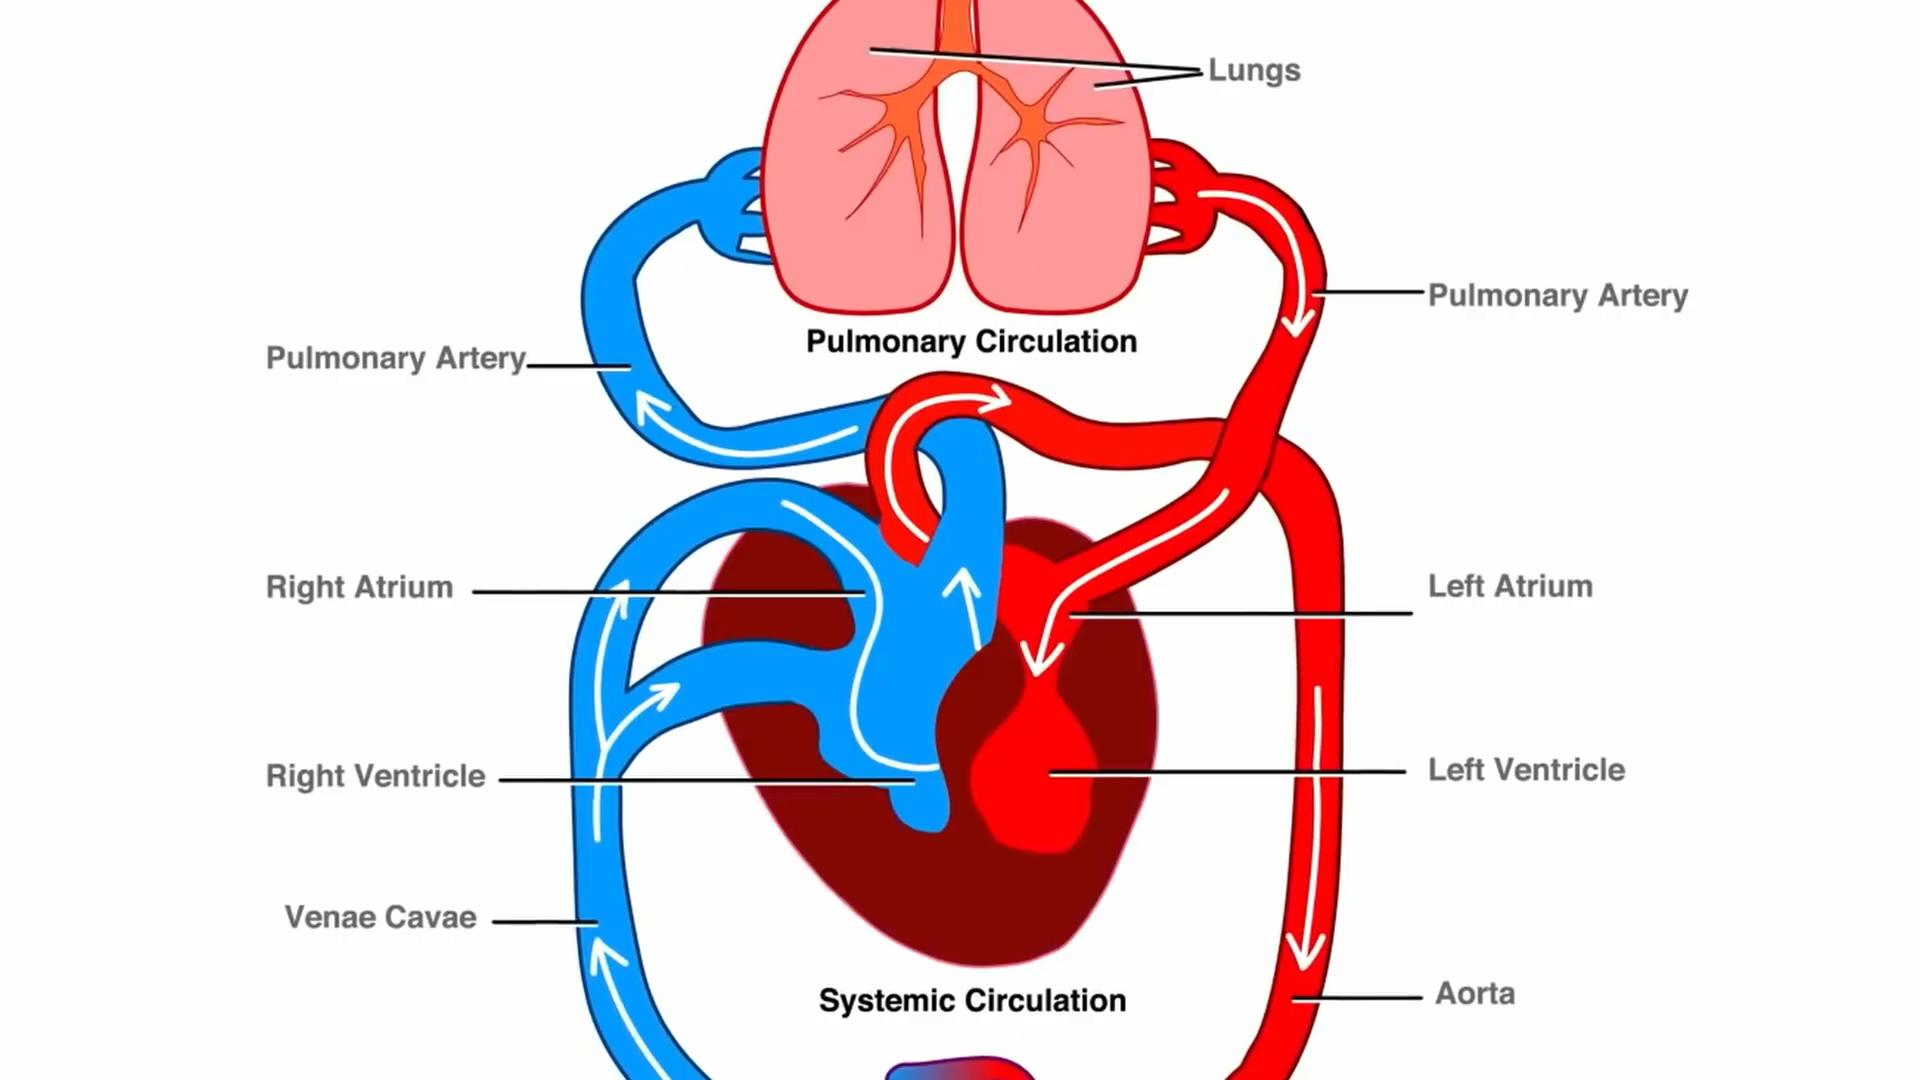 Lungs
Pulmonary Artery
Pulmonary Circulation
Pulmonary Artery
Right Atrium
Left Atrium
Right Ventricle
Left Ventricle
Venae Cavae
Systemic Circulation
Aorta